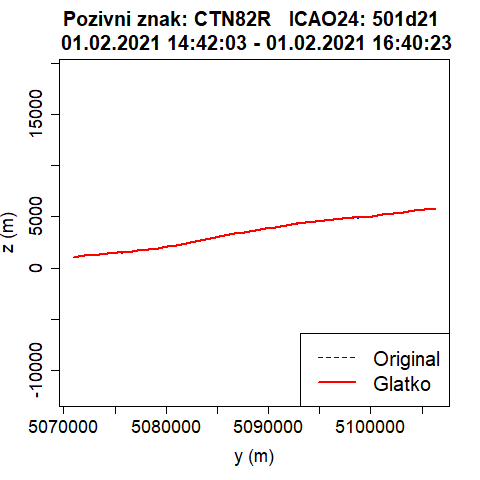 Pozivni znak: CTN82R   ICAO24: 501d21
01.02.2021 14:42:03 - 01.02.2021 16:40:23
z (m)
15000
5000
0
-10000
Original
Glatko
5070000 5080000 5090000 5100000
y (m)